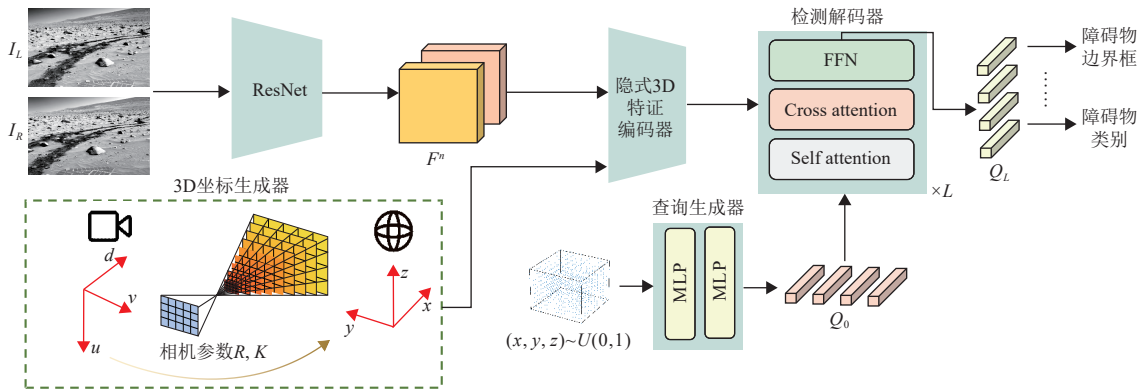 I_L
I_R
ResNet
F^n
隐式3D
特证
编码器
检测解码器
FFN
Cross attention
Self attention
×L
Q_L
障碍物
边界框
障碍物
类别
3D坐标生成器
d
v
u
相机参数R, K
z
x
y
查询生成器
MLP
MLP
(x, y, z)~U(0,1)
Q_0